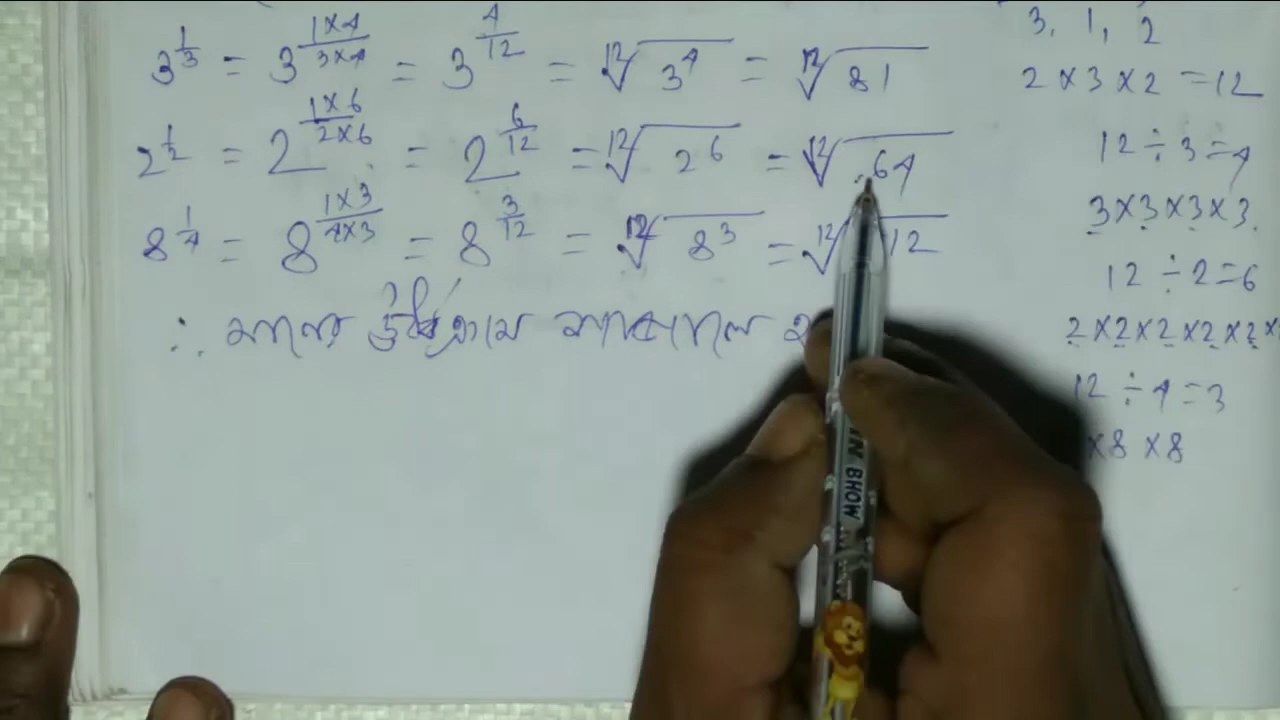 3^{1/3} = 3^{1×4/3×4} = 3^{4/12} = ¹²√3⁴ = ¹²√81
2^{1/2} = 2^{1×6/2×6} = 2^{6/12} = ¹²√2⁶ = ¹²√64
8^{1/4} = 8^{1×3/4×3} = 8^{3/12} = ¹²√8³ = ¹²√12
∴ মানের
3, 1, 2
2 × 3 × 2 = 12
12 ÷ 3 = 4
3×3×3×3
12 ÷ 2 = 6
2×2×2×2×2×
12 ÷ 4 = 3
×8 ×8
IN BHOW